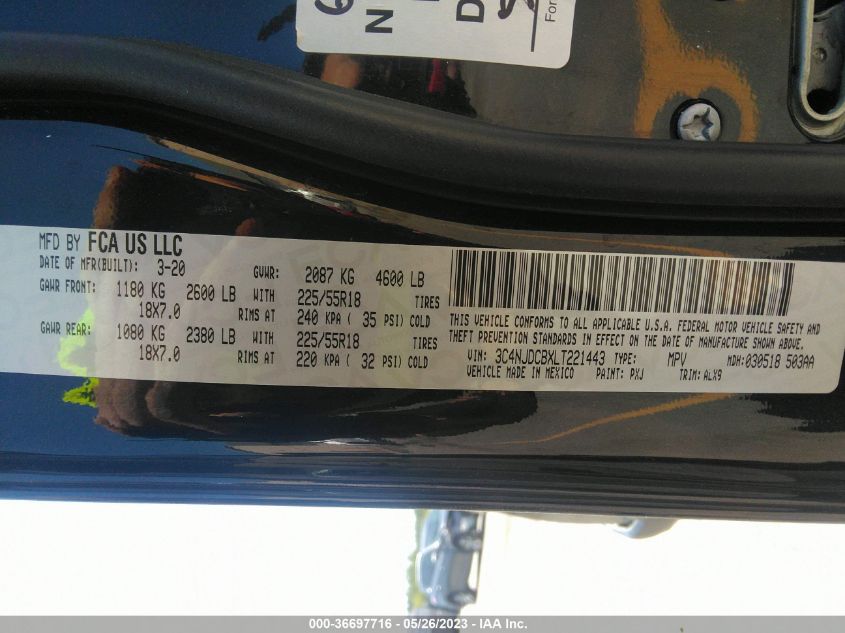 6
N
D
For
MFD BY FCA US LLC
DATE OF MFR(BUILT): 3-20 GVWR: 2087 KG 4600 LB
GAWR FRONT: 1180 KG 2600 LB WITH 225/55R18 TIRES
18X7.0 RIMS AT 240 KPA ( 35 PSI) COLD
GAWR REAR: 1080 KG 2380 LB WITH 225/55R18 TIRES
18X7.0 RIMS AT 220 KPA ( 32 PSI) COLD
THIS VEHICLE CONFORMS TO ALL APPLICABLE U.S.A. FEDERAL MOTOR VEHICLE SAFETY AND
THEFT PREVENTION STANDARDS IN EFFECT ON THE DATE OF MANUFACTURE SHOWN ABOVE.
VIN: 3C4NJDCBXLT221443 TYPE: MPV MDH: 030518 503AA
VEHICLE MADE IN MEXICO PAINT: PXJ TRIM: ALX9
000-36697716 - 05/26/2023 - IAA Inc.